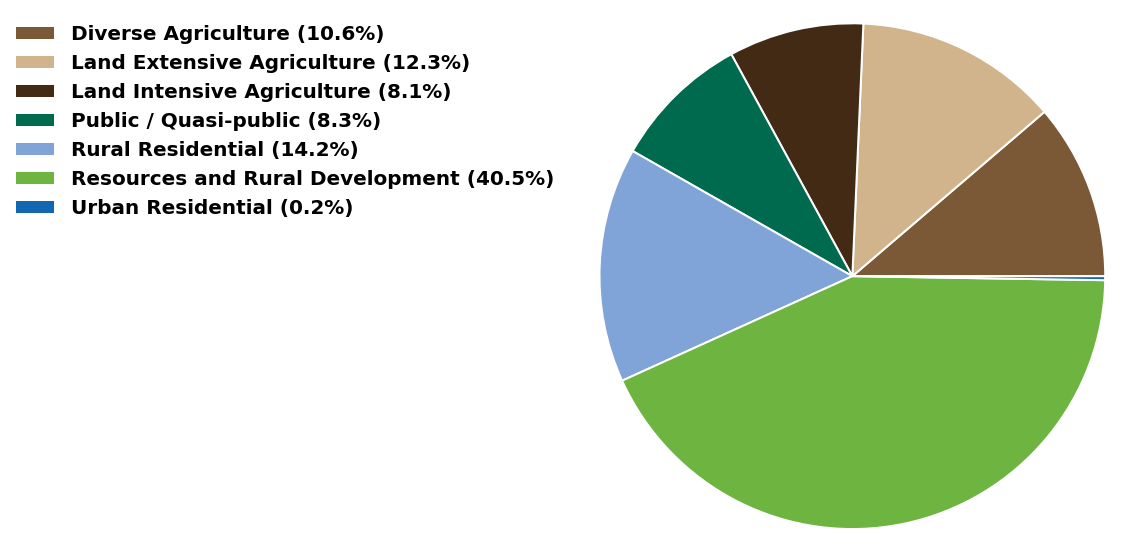 Diverse Agriculture (10.6%)
Land Extensive Agriculture (12.3%)
Land Intensive Agriculture (8.1%)
Public / Quasi-public (8.3%)
Rural Residential (14.2%)
Resources and Rural Development (40.5%)
Urban Residential (0.2%)